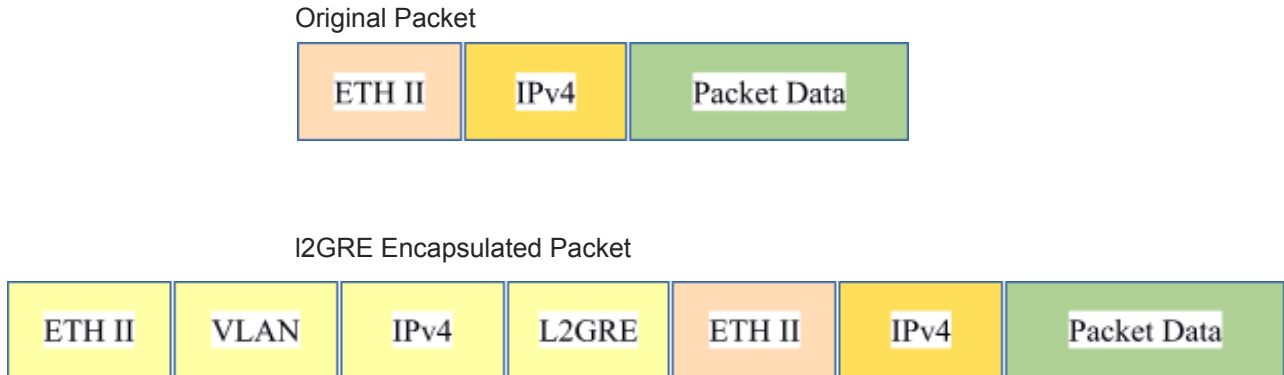 Original Packet
ETH II IPv4 Packet Data
l2GRE Encapsulated Packet
ETH II VLAN IPv4 L2GRE ETH II IPv4 Packet Data